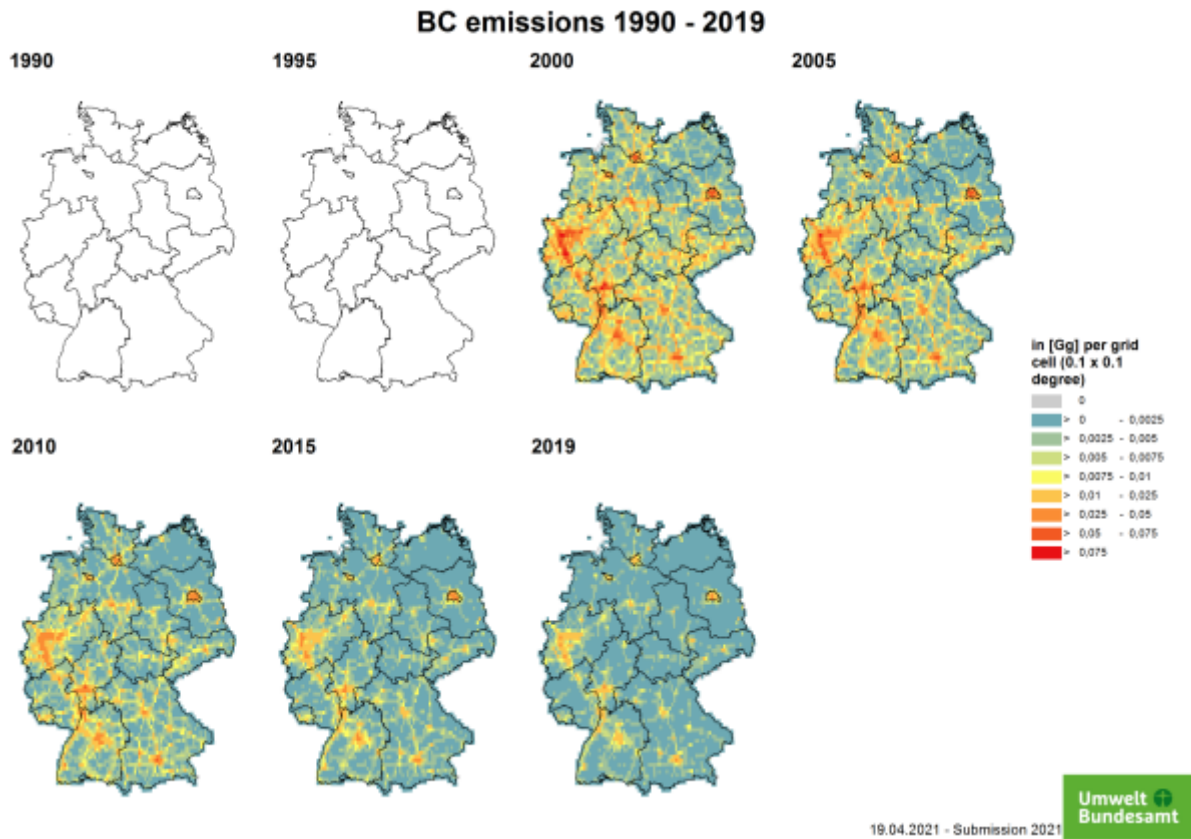 BC emissions 1990 - 2019
1990
1995
2000
2005
in [Gg] per grid
cell (0.1 x 0.1
degree)
0
> 0 - 0,0025
> 0,0025 - 0,005
> 0,005 - 0,0075
> 0,0075 - 0,01
> 0,01 - 0,025
> 0,025 - 0,05
> 0,05 - 0,075
> 0,075
2010
2015
2019
Umwelt
Bundesamt
19.04.2021 - Submission 2021